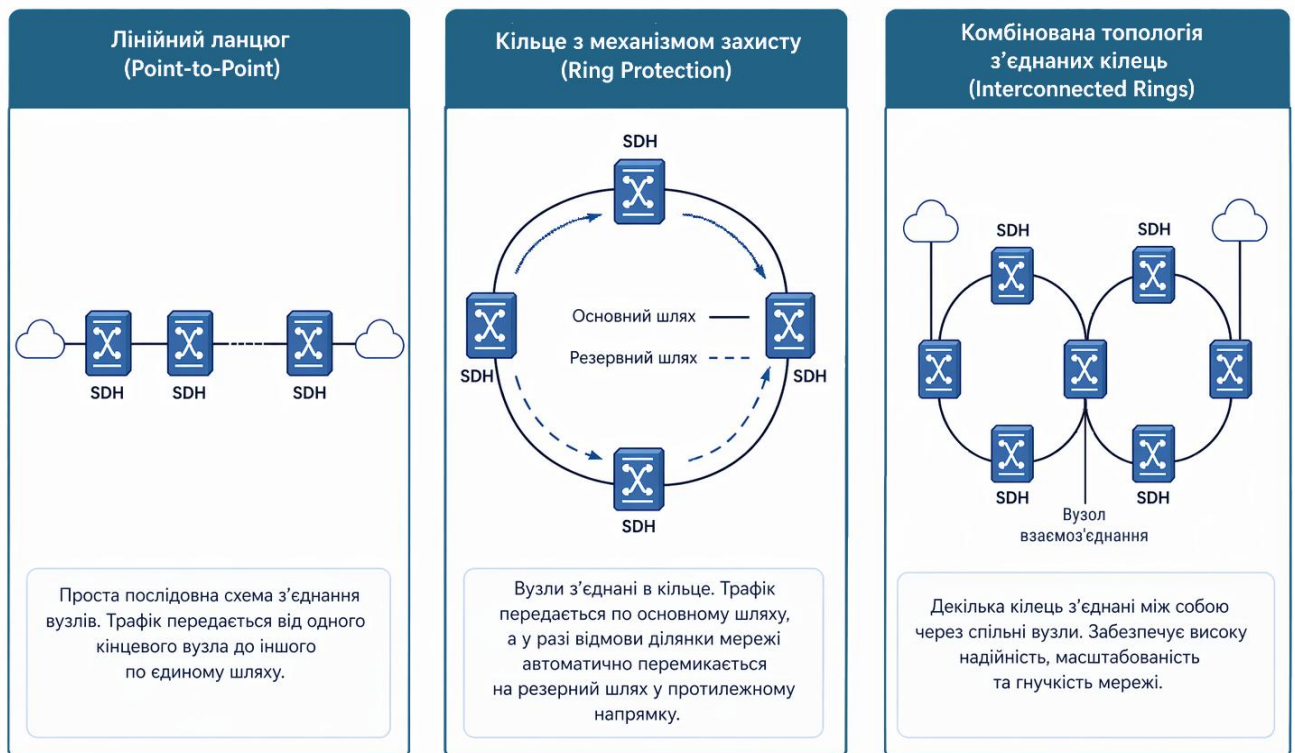 Лінійний ланцюг
(Point-to-Point)
SDH
SDH
SDH
Проста послідовна схема з’єднання
вузлів. Трафік передається від одного
кінцевого вузла до іншого
по єдиному шляху.
Кільце з механізмом захисту
(Ring Protection)
SDH
Основний шлях
Резервний шлях
SDH
SDH
SDH
Вузли з’єднані в кільце. Трафік
передається по основному шляху,
а у разі відмови ділянки мережі
автоматично перемикається
на резерний шлях у протилежному
напрямку.
Комбінована топологія
з’єднаних кілець
(Interconnected Rings)
SDH
SDH
SDH
SDH
Вузол
взаємоз'єднання
Декілька кілець з’єднані між собою
через спільні вузли. Забезпечує високу
надійність, масштабованість
та гнучкість мережі.